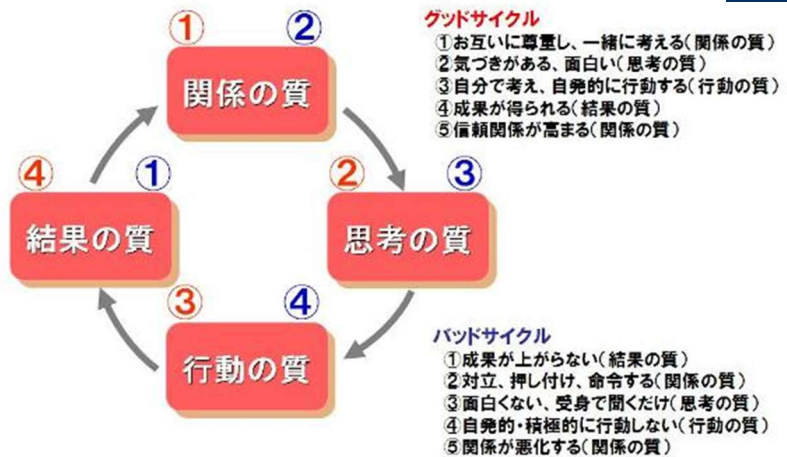 グッドサイクル
①お互いに尊重し、一緒に考える(関係の質)
②気づきがある、面白い(思考の質)
③自分で考え、自発的に行動する(行動の質)
④成果が得られる(結果の質)
⑤信頼関係が高まる(関係の質)
① ②
関係の質
④ ①
結果の質
② ③
思考の質
③ ④
行動の質
バッドサイクル
①成果が上がらない(結果の質)
②対立、押し付け、命令する(関係の質)
③面白くない、受身で聞くだけ(思考の質)
④自発的・積極的に行動しない(行動の質)
⑤関係が悪化する(関係の質)